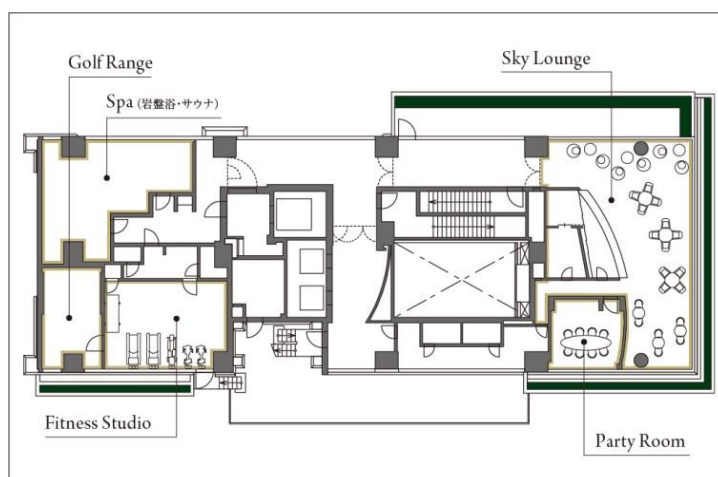 Golf Range
Sky Lounge
Spa (岩盤浴・サウナ)
Fitness Studio
Party Room